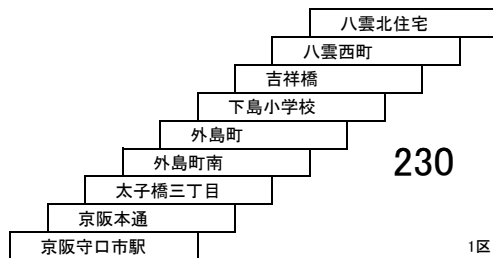 八雲北住宅
八雲西町
吉祥橋
下島小学校
外島町
外島町南
230
太子橋三丁目
京阪本通
京阪守口市駅
1区